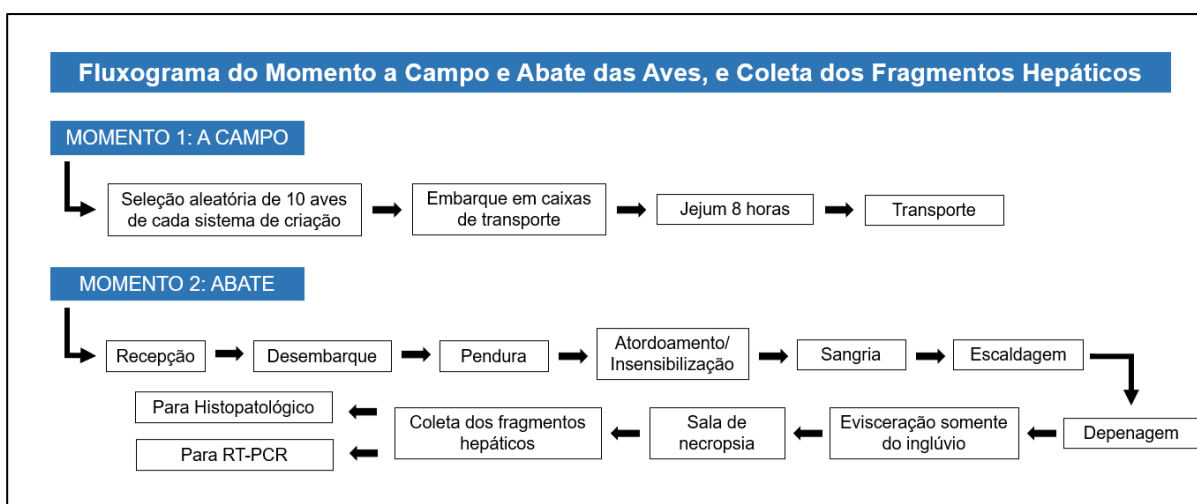 Fluxograma do Momento a Campo e Abate das Aves, e Coleta dos Fragmentos Hepáticos
MOMENTO 1: A CAMPO
Seleção aleatória de 10 aves
de cada sistema de criação
Embarque em caixas
de transporte
Jejum 8 horas
Transporte
MOMENTO 2: ABATE
Recepção
Desembarque
Pendura
Atordoamento/
Insensibilização
Sangria
Escaldagem
Depenagem
Evisceração somente
do inglúvio
Sala de
necropsia
Coleta dos fragmentos
hepáticos
Para Histopatológico
Para RT-PCR